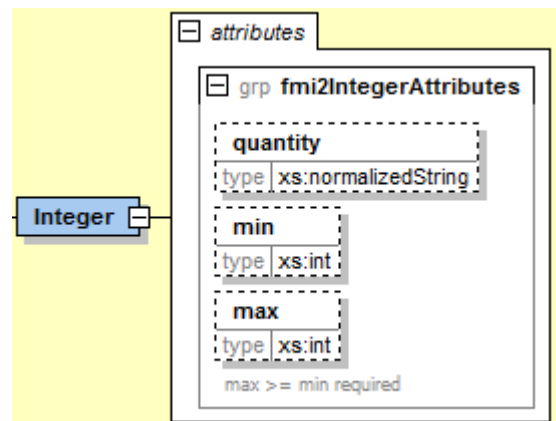 attributes
grp fmi2IntegerAttributes
quantity
type xs:normalizedString
Integer
min
type xs:int
max
type xs:int
max >= min required